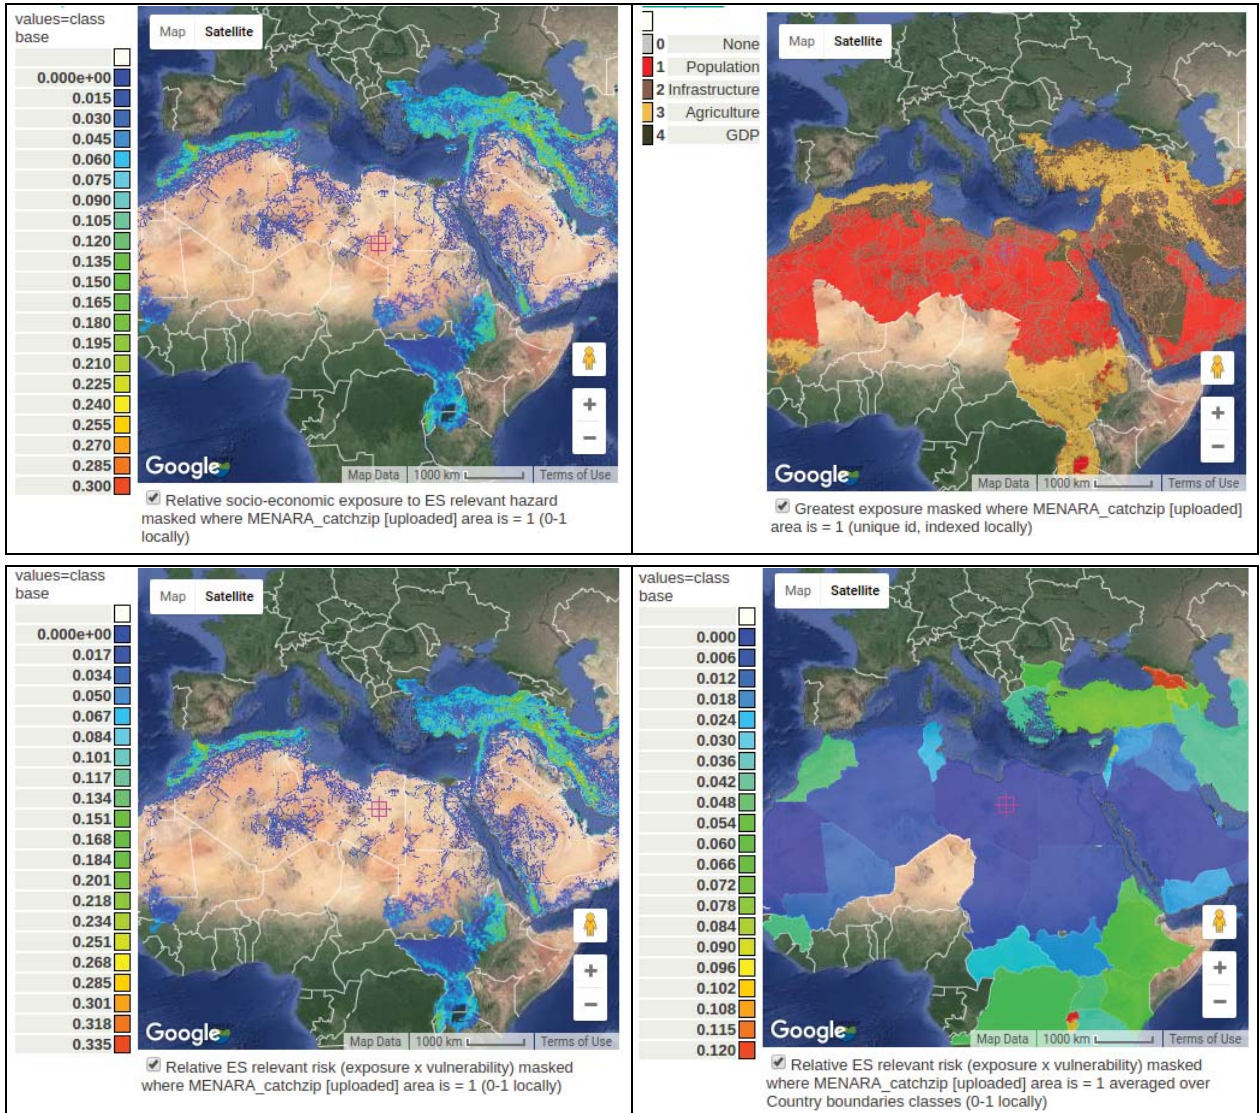 values=class
base
0.000e+00
0.015
0.030
0.045
0.060
0.075
0.090
0.105
0.120
0.135
0.150
0.165
0.180
0.195
0.210
0.225
0.240
0.255
0.270
0.285
0.300
Map Satellite
Google
Map Data 1000 km Terms of Use
Relative socio-economic exposure to ES relevant hazard
masked where MENARA_catchzip [uploaded] area is = 1 (0-1
locally)
0 None
1 Population
2 Infrastructure
3 Agriculture
4 GDP
Map Satellite
Google
Map Data 1000 km Terms of Use
Greatest exposure masked where MENARA_catchzip [uploaded]
area is = 1 (unique id, indexed locally)
values=class
base
0.000e+00
0.017
0.034
0.050
0.067
0.084
0.101
0.117
0.134
0.151
0.168
0.184
0.201
0.218
0.234
0.251
0.268
0.285
0.301
0.318
0.335
Map Satellite
Google
Map Data 1000 km Terms of Use
Relative ES relevant risk (exposure x vulnerability) masked
where MENARA_catchzip [uploaded] area is = 1 (0-1 locally)
values=class
base
0.000
0.006
0.012
0.018
0.024
0.030
0.036
0.042
0.048
0.054
0.060
0.066
0.072
0.078
0.084
0.090
0.096
0.102
0.108
0.115
0.120
Map Satellite
Google
Map Data 1000 km Terms of Use
Relative ES relevant risk (exposure x vulnerability) masked
where MENARA_catchzip [uploaded] area is = 1 averaged over
Country boundaries classes (0-1 locally)